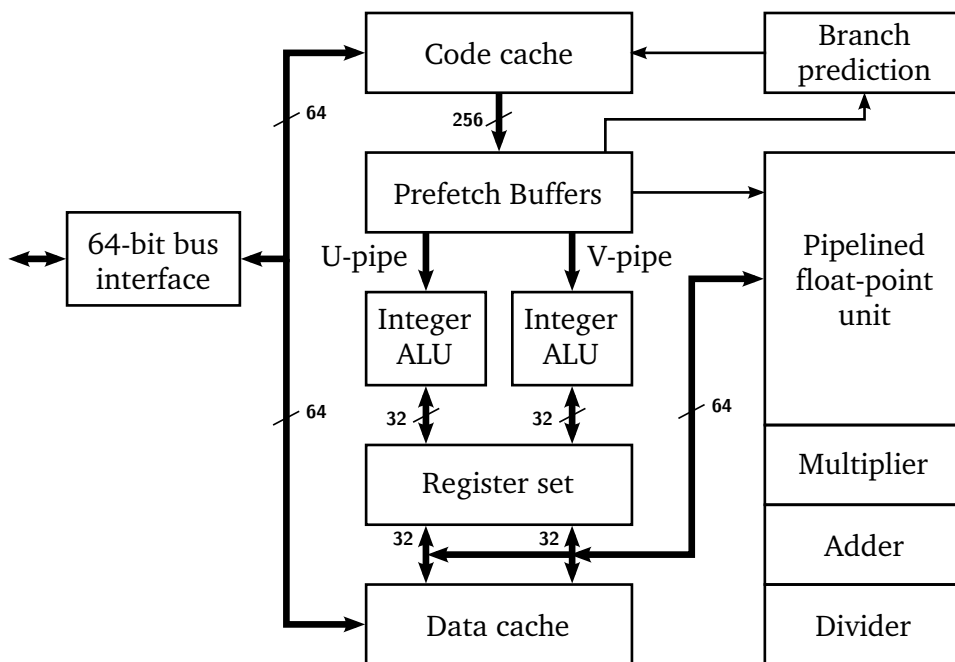 Code cache
Branch
prediction
64
256
Prefetch Buffers
64-bit bus
interface
U-pipe
V-pipe
Pipelined
float-point
unit
Integer
ALU
Integer
ALU
64
32
32
64
Multiplier
Register set
32
32
Adder
Data cache
Divider